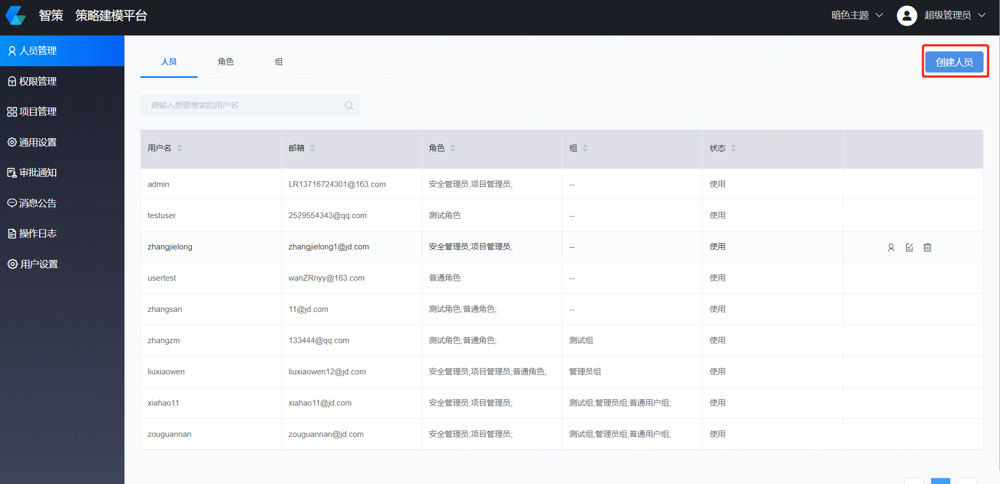 智策 策略建模平台
暗色主题
超级管理员
人员管理
权限管理
项目管理
通用设置
审批通知
消息公告
操作日志
用户设置
人员 角色 组
创建人员
请输入想要搜索的用户名
用户名 邮箱 角色 组 状态
admin LR13716724301@163.com 安全管理员;项目管理员; -- 使用
testuser 2529554343@qq.com 测试角色 -- 使用
zhangjielong zhangjielong1@jd.com 安全管理员;项目管理员; -- 使用
usertest wanZRnyy@163.com 普通角色 -- 使用
zhangsan 11@jd.com 测试角色;普通角色; -- 使用
zhangzm 133444@qq.com 测试角色;普通角色; 测试组 使用
liuxiaowen liuxiaowen12@jd.com 安全管理员;项目管理员;普通角色; 管理员组 使用
xiahao11 xiahao11@jd.com 安全管理员;项目管理员; 测试组;管理员组;普通用户组; 使用
zouguannan zouguannan@jd.com 安全管理员;项目管理员; 测试组;管理员组;普通用户组; 使用